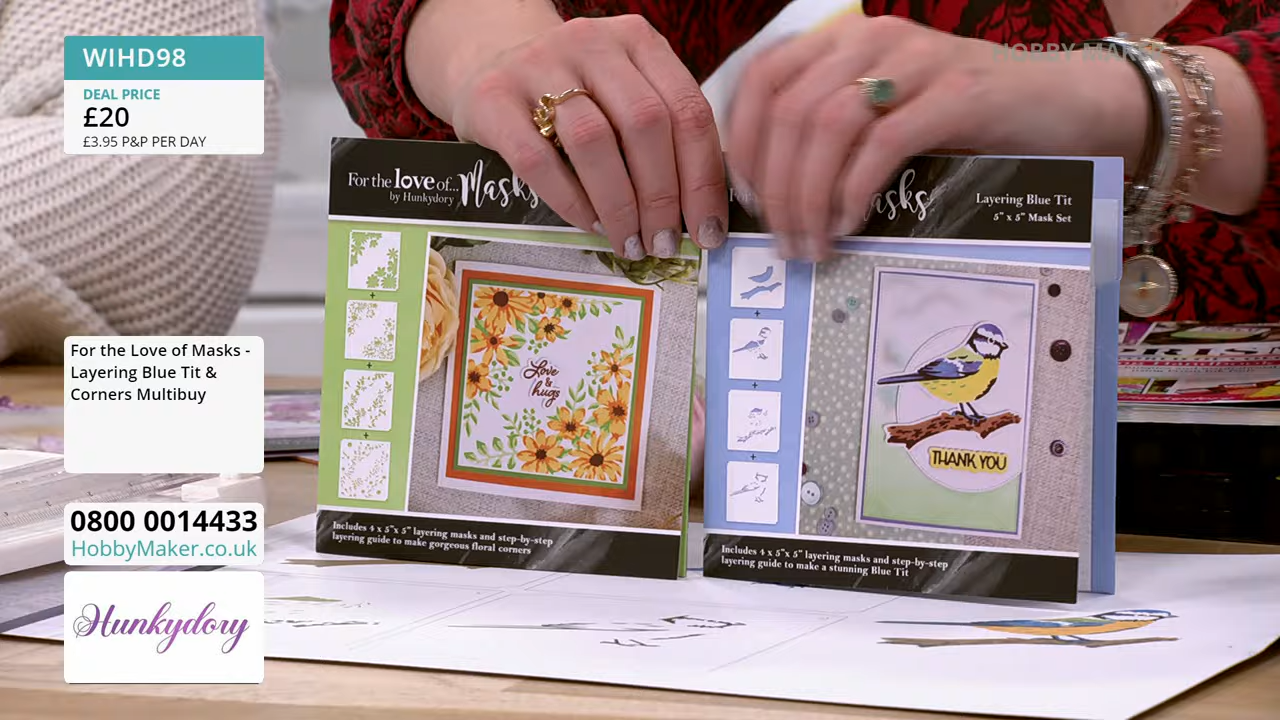 HOBBY MAKER
WIHD98
DEAL PRICE
£20
£3.95 P&P PER DAY
For the Love of Masks -
Layering Blue Tit &
Corners Multibuy
0800 0014433
HobbyMaker.co.uk
Hunkydory
For the love of... Masks
by Hunkydory
Love
&
hugs
Includes 4 x 5"x 5" layering masks and step-by-step
layering guide to make gorgeous floral corners
Layering Blue Tit
5" x 5" Mask Set
THANK YOU
Includes 4 x 5"x 5" layering masks and step-by-step
layering guide to make a stunning Blue Tit